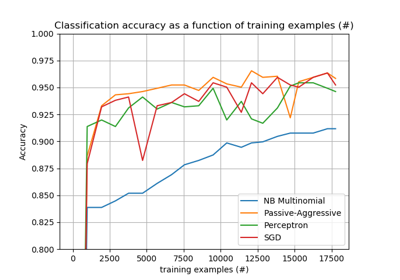 Classification accuracy as a function of training examples (#)
1.000
0.975
0.950
0.925
0.900
0.875
0.850
0.825
0.800
Accuracy
NB Multinomial
Passive-Aggressive
Perceptron
SGD
0 2500 5000 7500 10000 12500 15000 17500
training examples (#)